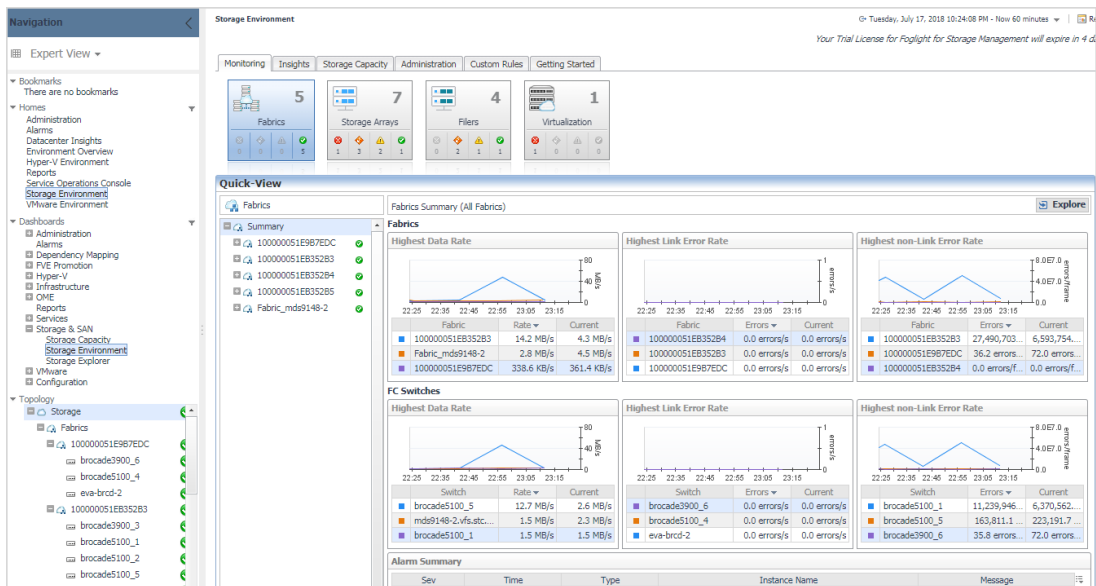 Navigation
Expert View
Bookmarks
There are no bookmarks
Homes
Administration
Alarms
Datacenter Insights
Environment Overview
Hyper-V Environment
Reports
Service Operations Console
Storage Environment
VMware Environment
Dashboards
Administration
Alarms
Dependency Mapping
FVE Promotion
Hyper-V
Infrastructure
OME
Reports
Services
Storage & SAN
Storage Capacity
Storage Environment
Storage Explorer
VMware
Configuration
Topology
Storage
Fabrics
100000051E9B7EDC
brocade3900_6
brocade5100_4
eva-brcd-2
100000051EB352B3
brocade3900_3
brocade5100_1
brocade5100_2
brocade5100_5
Storage Environment
Tuesday, July 17, 2018 10:24:08 PM - Now 60 minutes
Your Trial License for Foglight for Storage Management will expire in 4 d
Monitoring Insights Storage Capacity Administration Custom Rules Getting Started
5 7 4 1
Fabrics Storage Arrays Filers Virtualization
0 0 0 5 1 3 2 1 0 2 1 1 1 0 0 0
Quick-View
Fabrics
Summary
100000051E9B7EDC
100000051EB352B3
100000051EB352B4
100000051EB352B5
Fabric_mds9148-2
Fabrics Summary (All Fabrics) Explore
Fabrics
Highest Data Rate
80
40
0
MB/s
22:25 22:35 22:45 22:55 23:05 23:15
Fabric Rate Current
100000051EB352B3 14.2 MB/s 4.3 MB/s
Fabric_mds9148-2 2.8 MB/s 4.5 MB/s
100000051E9B7EDC 338.6 KB/s 361.4 KB/s
Highest Link Error Rate
1
0
errors/s
22:25 22:35 22:45 22:55 23:05 23:15
Fabric Errors Current
100000051EB352B4 0.0 errors/s 0.0 errors/s
100000051EB352B3 0.0 errors/s 0.0 errors/s
100000051E9B7EDC 0.0 errors/s 0.0 errors/s
Highest non-Link Error Rate
8.0E7.0
4.0E7.0
0.0
errors/frame
22:25 22:35 22:45 22:55 23:05 23:15
Fabric Errors Current
100000051EB352B3 27,490,703... 6,593,754....
100000051E9B7EDC 36.2 errors... 72.0 errors...
100000051EB352B4 0.0 errors/f... 0.0 errors/f...
FC Switches
Highest Data Rate
80
40
0
MB/s
22:25 22:35 22:45 22:55 23:05 23:15
Switch Rate Current
brocade5100_5 12.7 MB/s 2.6 MB/s
mds9148-2.vfs.stc.... 1.5 MB/s 2.3 MB/s
brocade5100_1 1.5 MB/s 1.5 MB/s
Highest Link Error Rate
1
0
errors/s
22:25 22:35 22:45 22:55 23:05 23:15
Switch Errors Current
brocade3900_6 0.0 errors/s 0.0 errors/s
brocade5100_4 0.0 errors/s 0.0 errors/s
eva-brcd-2 0.0 errors/s 0.0 errors/s
Highest non-Link Error Rate
8.0E7.0
4.0E7.0
0.0
errors/frame
22:25 22:35 22:45 22:55 23:05 23:15
Switch Errors Current
brocade5100_1 11,239,946... 6,370,562....
brocade5100_5 163,811.1 ... 223,191.7 ...
brocade3900_6 35.8 errors... 72.0 errors...
Alarm Summary
Sev Time Type Instance Name Message